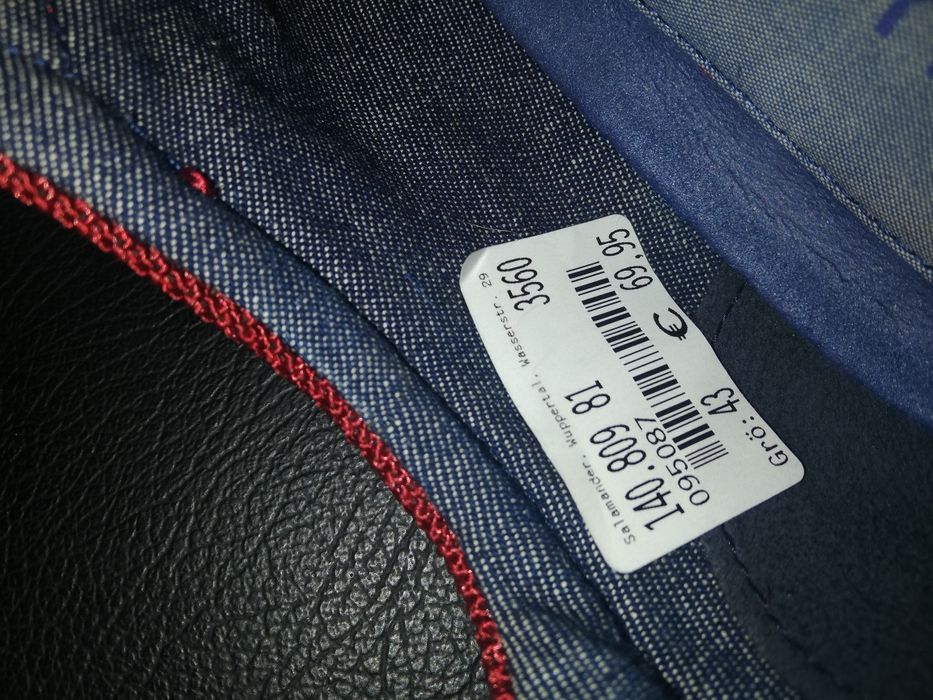 Salamander, Wuppertal, Wasserstr. 29
140.809 81 3560
095087
€ 69,95
Grö: 43